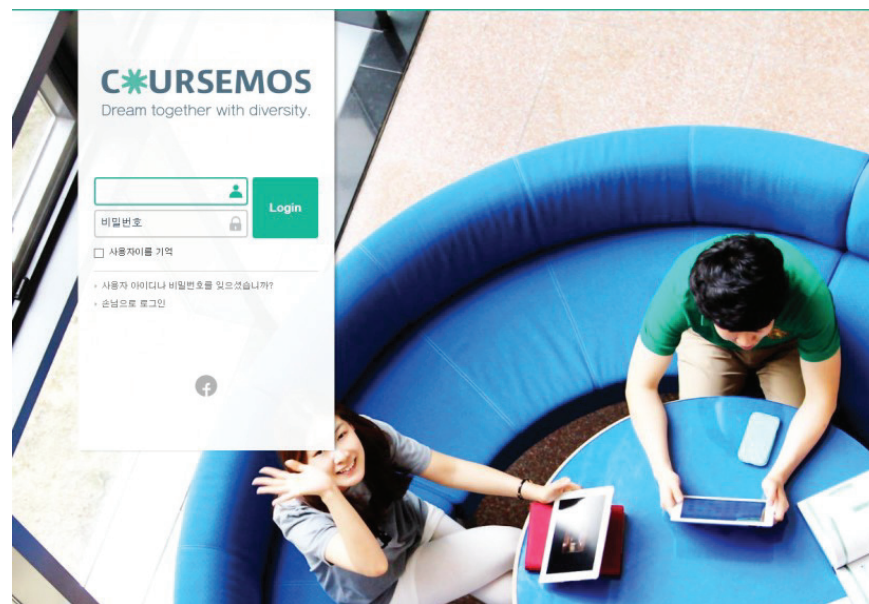 COURSEMOS
Dream together with diversity.
Login
비밀번호
사용자이름 기억
사용자 아이디나 비밀번호를 잊으셨습니까?
손님으로 로그인